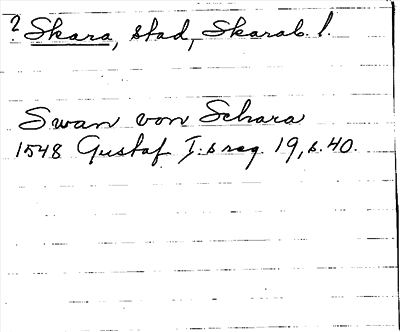 ? Skara, stad, Skarab. l.
Swan von Schara
1548 Gustaf I:s reg. 19, s. 40.